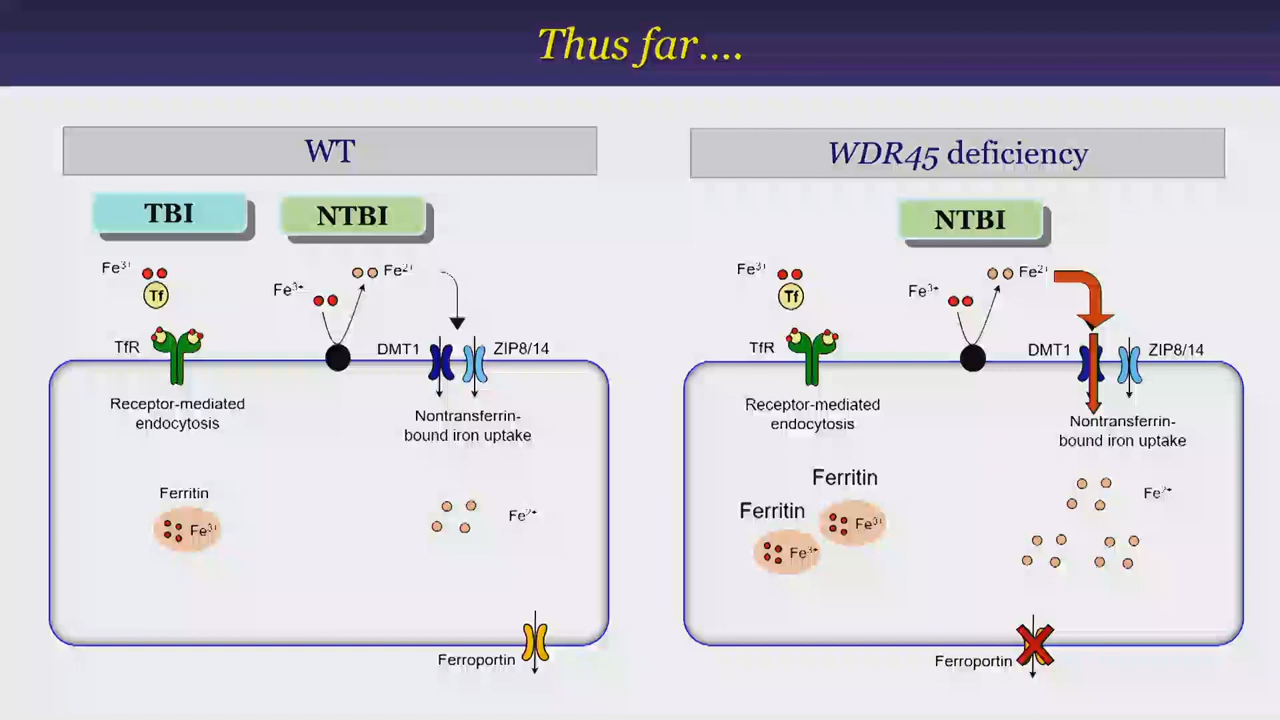 Thus far....
WT
TBI
NTBI
Fe3+
Tf
Fe3+
Fe2+
TfR
DMT1
ZIP8/14
Receptor-mediated
endocytosis
Nontransferrin-
bound iron uptake
Ferritin
Fe3+
Fe2+
Ferroportin
WDR45 deficiency
NTBI
Fe3+
Tf
Fe3+
Fe2+
TfR
DMT1
ZIP8/14
Receptor-mediated
endocytosis
Nontransferrin-
bound iron uptake
Ferritin
Fe3+
Ferritin
Fe3+
Fe2+
Ferroportin